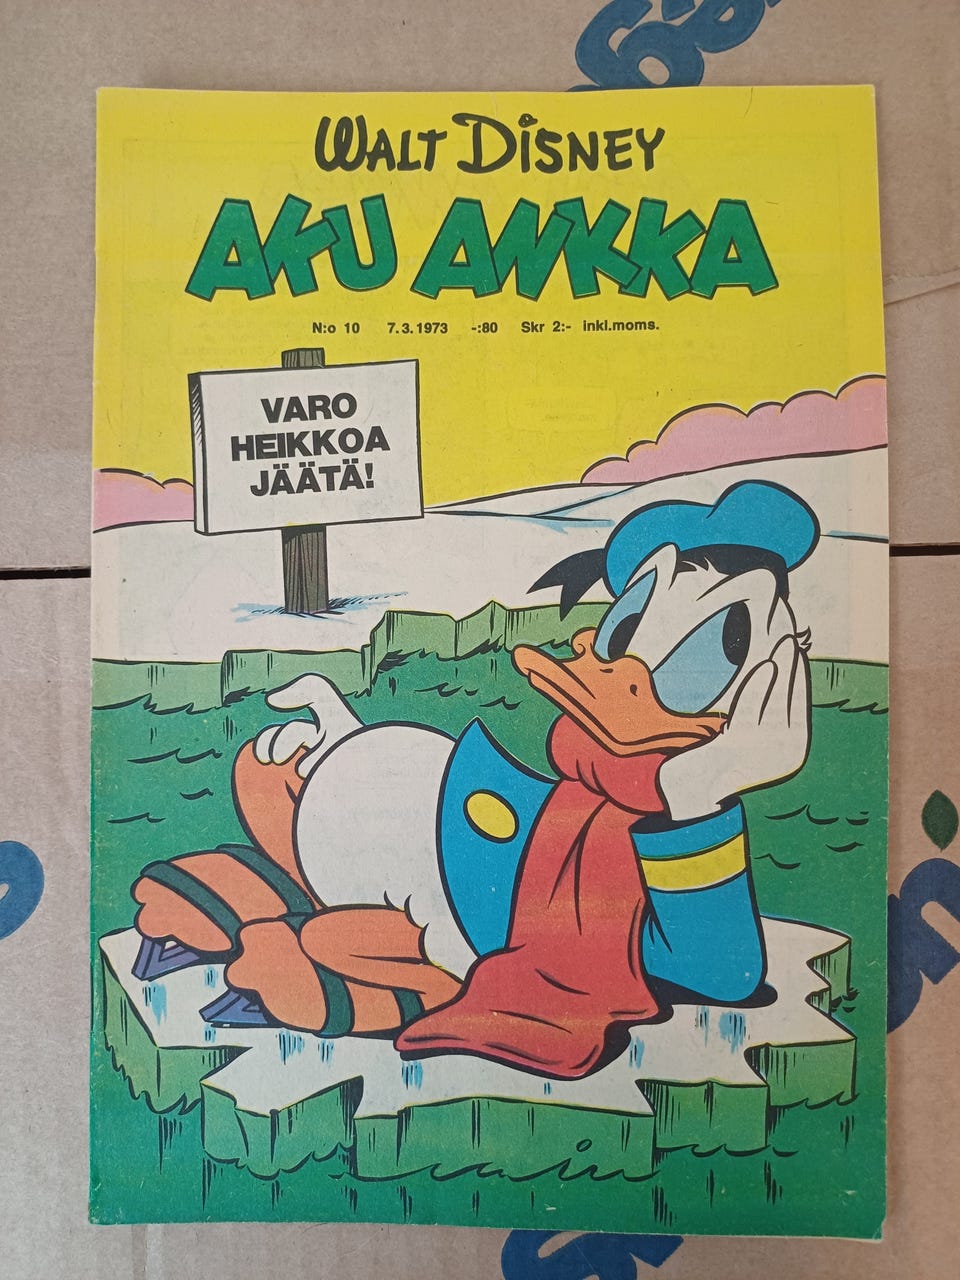 WALT DISNEY
AKU ANKKA
N:o 10 7.3.1973 -:80 Skr 2:- inkl.moms.
VARO
HEIKKOA
JÄÄTÄ!